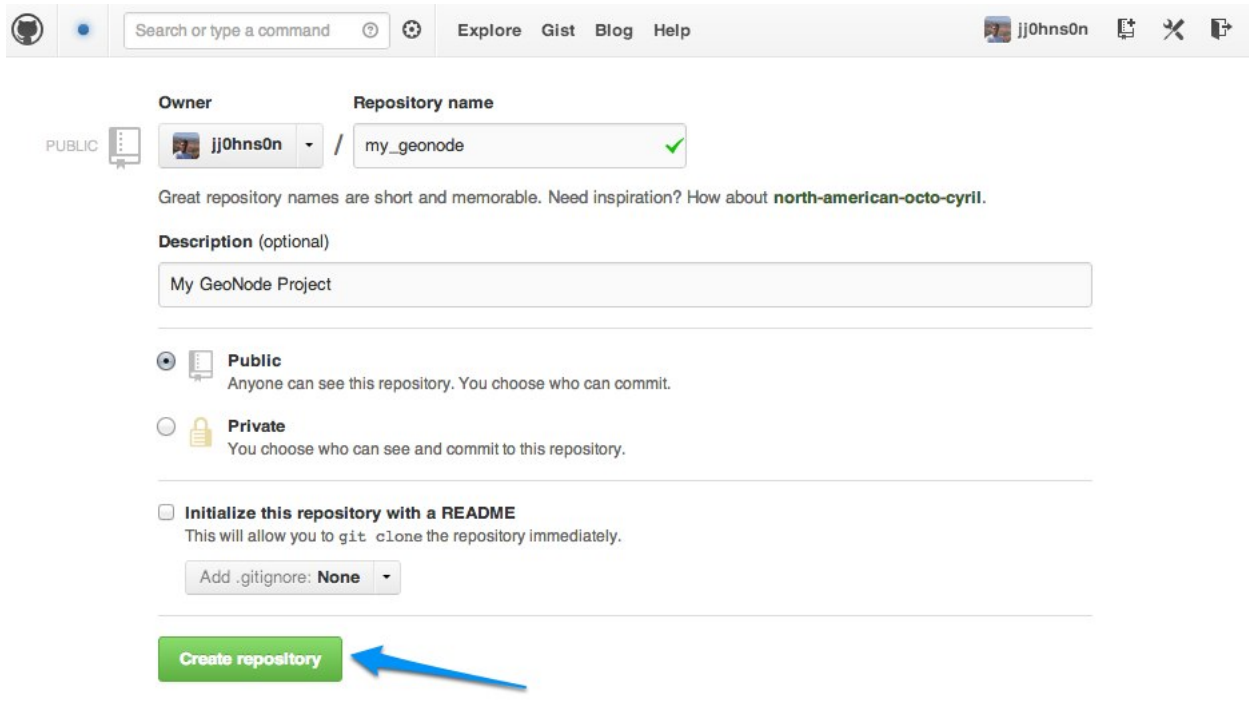 Search or type a command Explore Gist Blog Help jj0hns0n
Owner Repository name
PUBLIC jj0hns0n / my_geonode
Great repository names are short and memorable. Need inspiration? How about north-american-octo-cyril.
Description (optional)
My GeoNode Project
Public
Anyone can see this repository. You choose who can commit.
Private
You choose who can see and commit to this repository.
Initialize this repository with a README
This will allow you to git clone the repository immediately.
Add .gitignore: None
Create repository